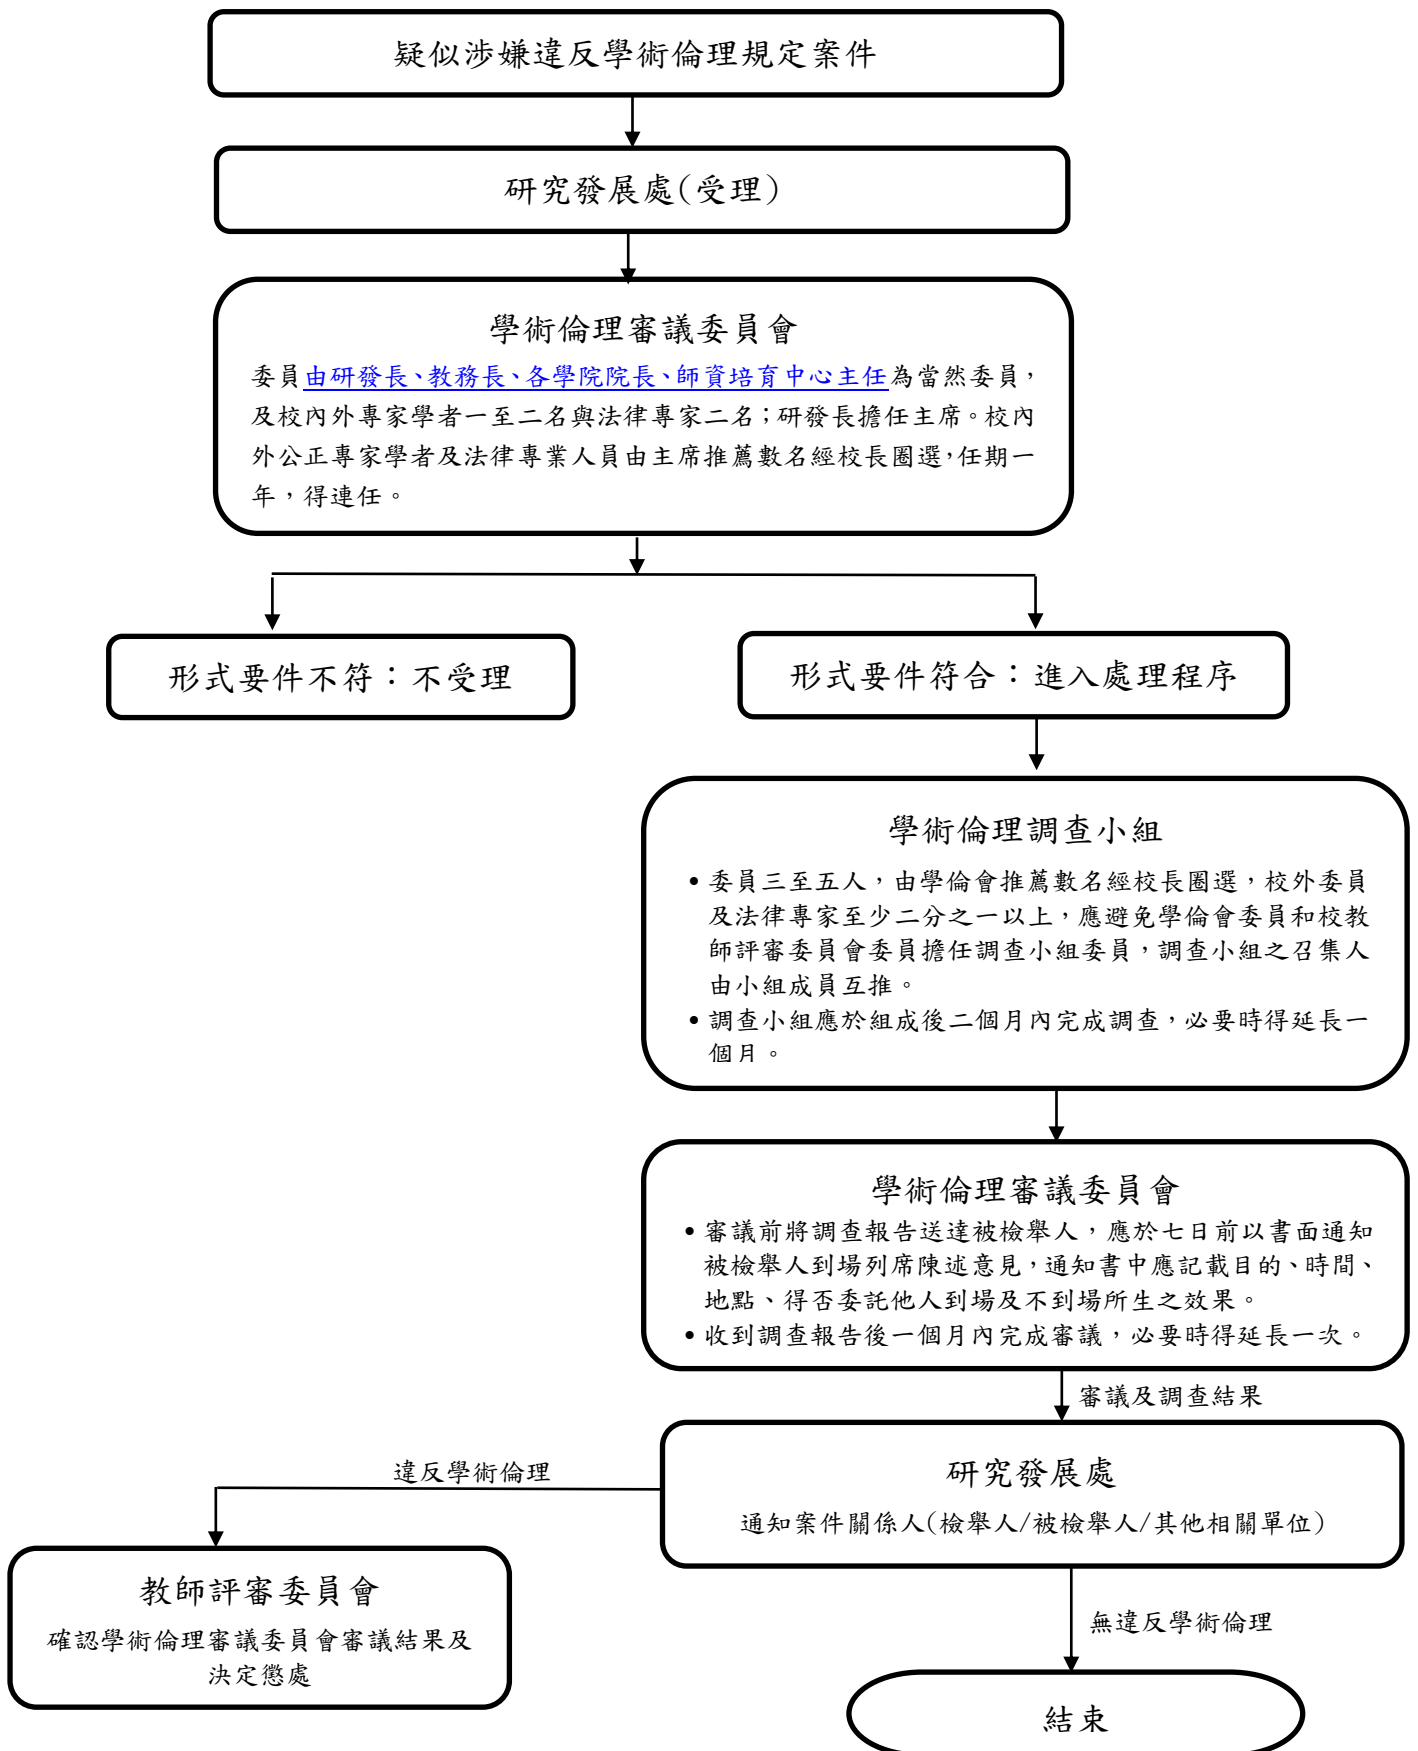 疑似涉嫌違反學術倫理規定案件
研究發展處(受理)
學術倫理審議委員會
委員由研發長、教務長、各學院院長、師資培育中心主任為當然委員，
及校內外專家學者一至二名與法律專家二名；研發長擔任主席。校內
外公正專家學者及法律專業人員由主席推薦數名經校長圈選，任期一
年，得連任。
形式要件不符：不受理
形式要件符合：進入處理程序
學術倫理調查小組
• 委員三至五人，由學倫會推薦數名經校長圈選，校外委員
及法律專家至少二分之一以上，應避免學倫會委員和校教
師評審委員會委員擔任調查小組委員，調查小組之召集人
由小組成員互推。
• 調查小組應於組成後二個月內完成調查，必要時得延長一
個月。
學術倫理審議委員會
• 審議前將調查報告送達被檢舉人，應於七日前以書面通知
被檢舉人到場列席陳述意見，通知書中應記載目的、時間、
地點、得否委託他人到場及不到場所生之效果。
• 收到調查報告後一個月內完成審議，必要時得延長一次。
審議及調查結果
研究發展處
通知案件關係人(檢舉人/被檢舉人/其他相關單位)
違反學術倫理
教師評審委員會
確認學術倫理審議委員會審議結果及
決定懲處
無違反學術倫理
結束